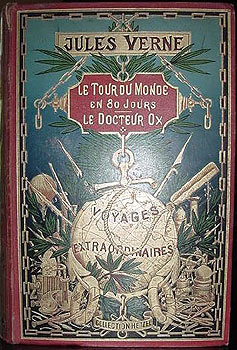 JULES VERNE
LE TOUR DU MONDE
EN 80 JOURS
LE DOCTEUR OX
VOYAGES
EXTRAORDINAIRES
COLLECTION HETZEL